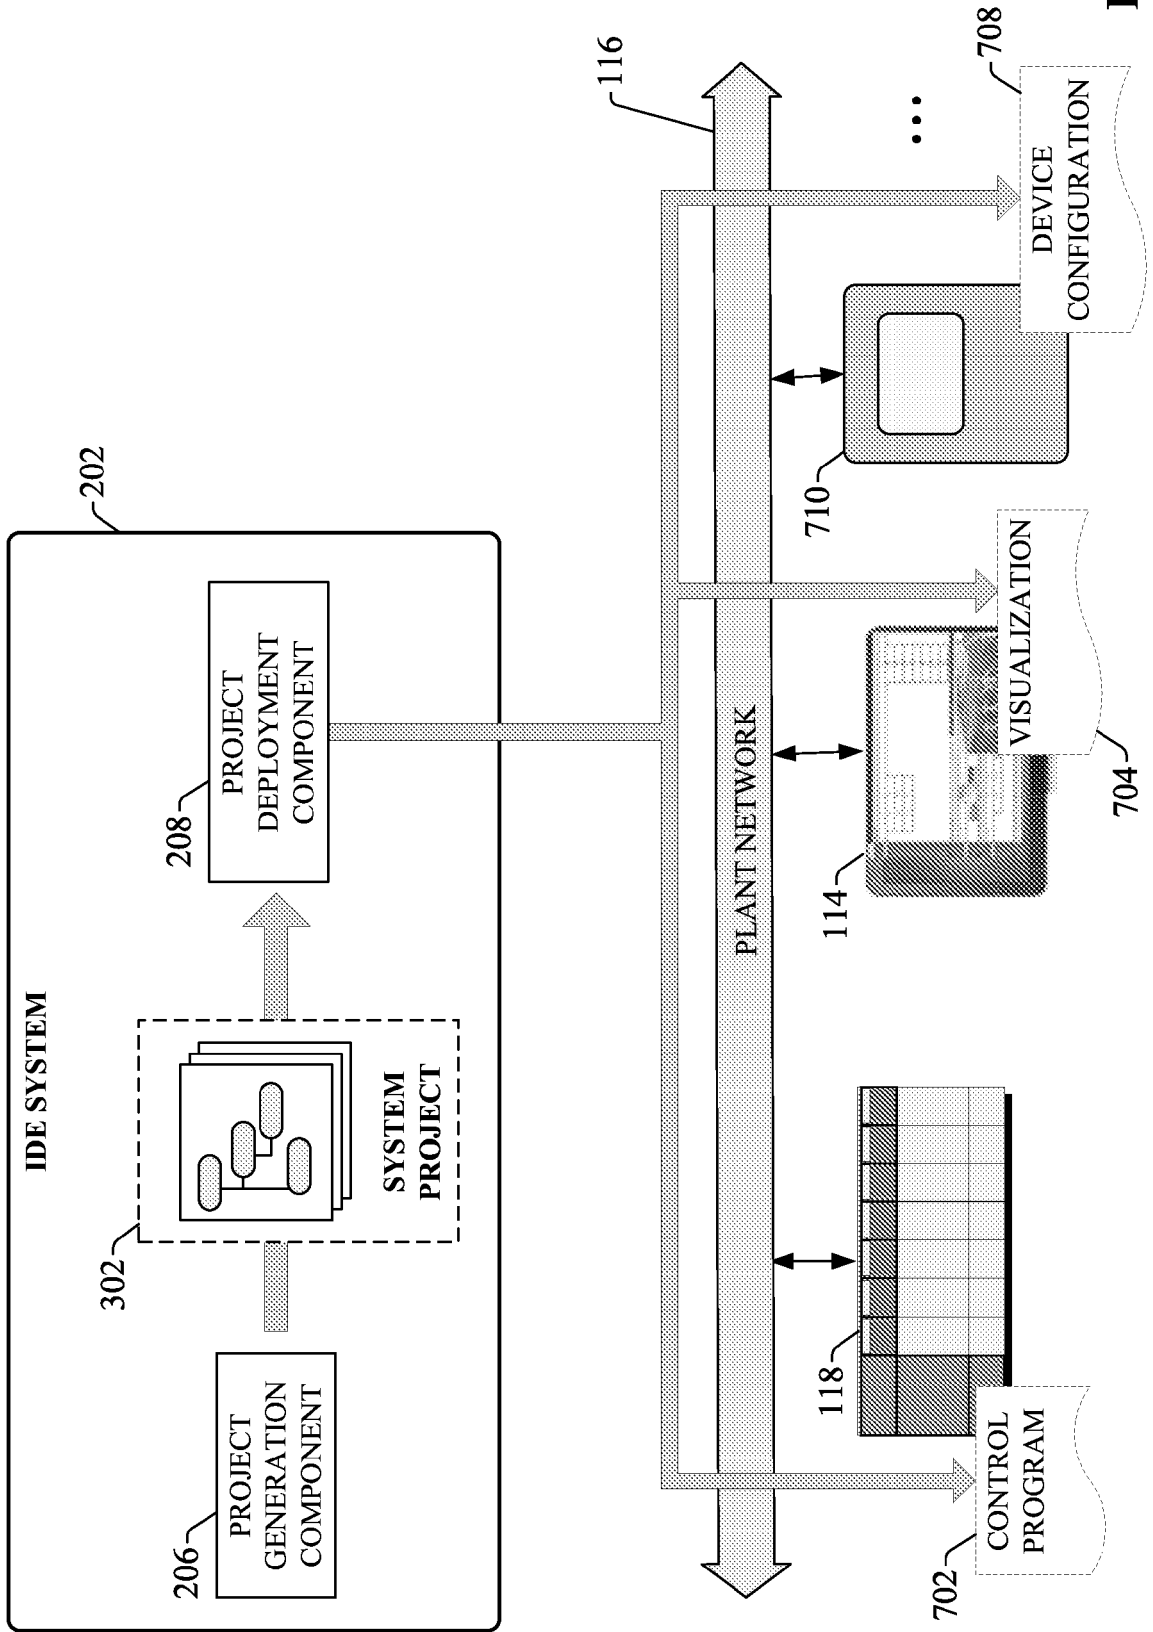 IDE SYSTEM
202
206
PROJECT
GENERATION
COMPONENT
302
SYSTEM
PROJECT
208
PROJECT
DEPLOYMENT
COMPONENT
116
PLANT NETWORK
118
702
CONTROL
PROGRAM
114
VISUALIZATION
704
710
708
DEVICE
CONFIGURATION
...